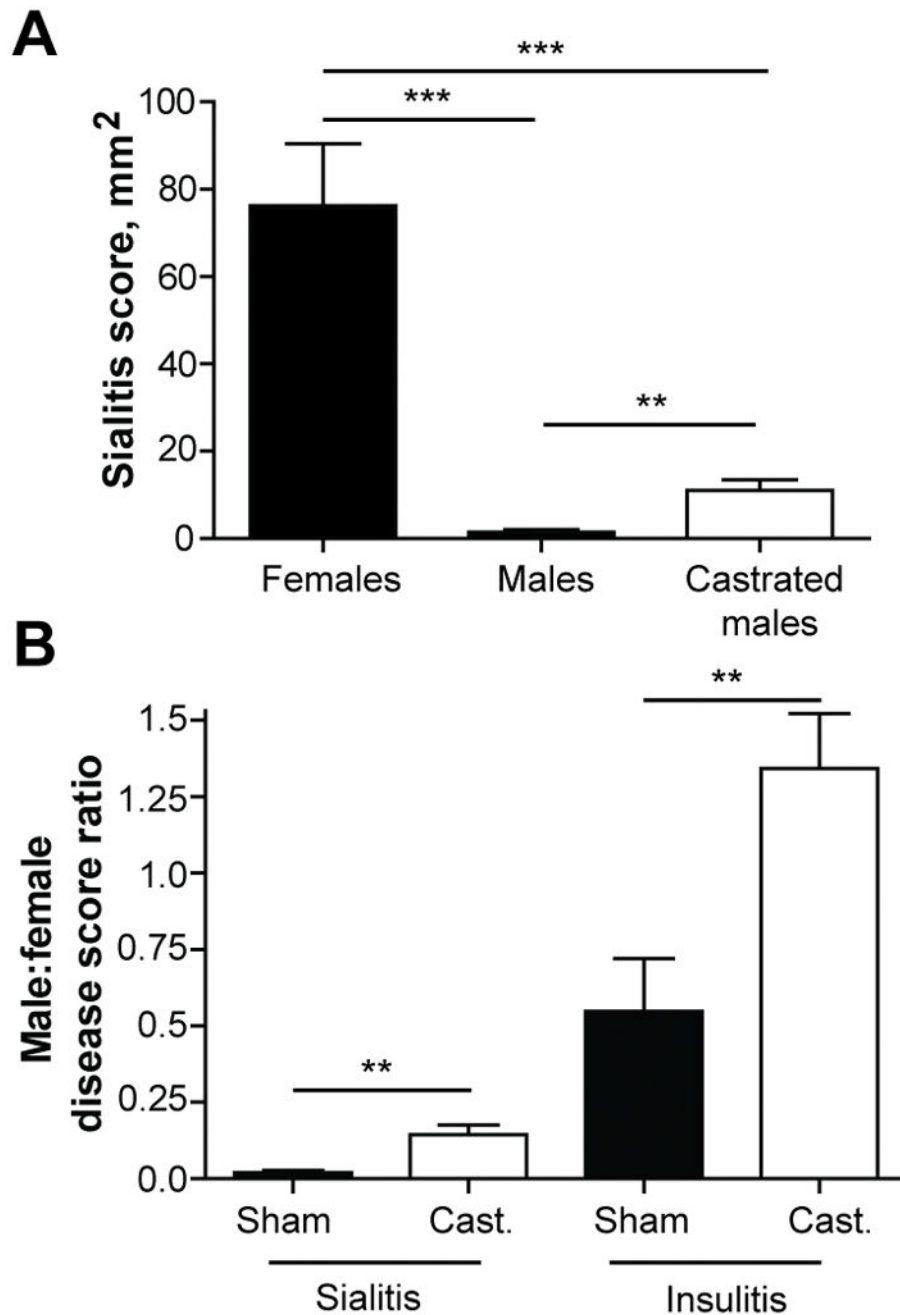 A
***
***
100
80
60
40
20
0
**
Sialitis score, mm²
Females
Males
Castrated
males
B
**
1.5
1.25
1.0
0.75
0.5
0.25
0.0
**
Male:female
disease score ratio
Sham
Cast.
Sham
Cast.
Sialitis
Insulitis